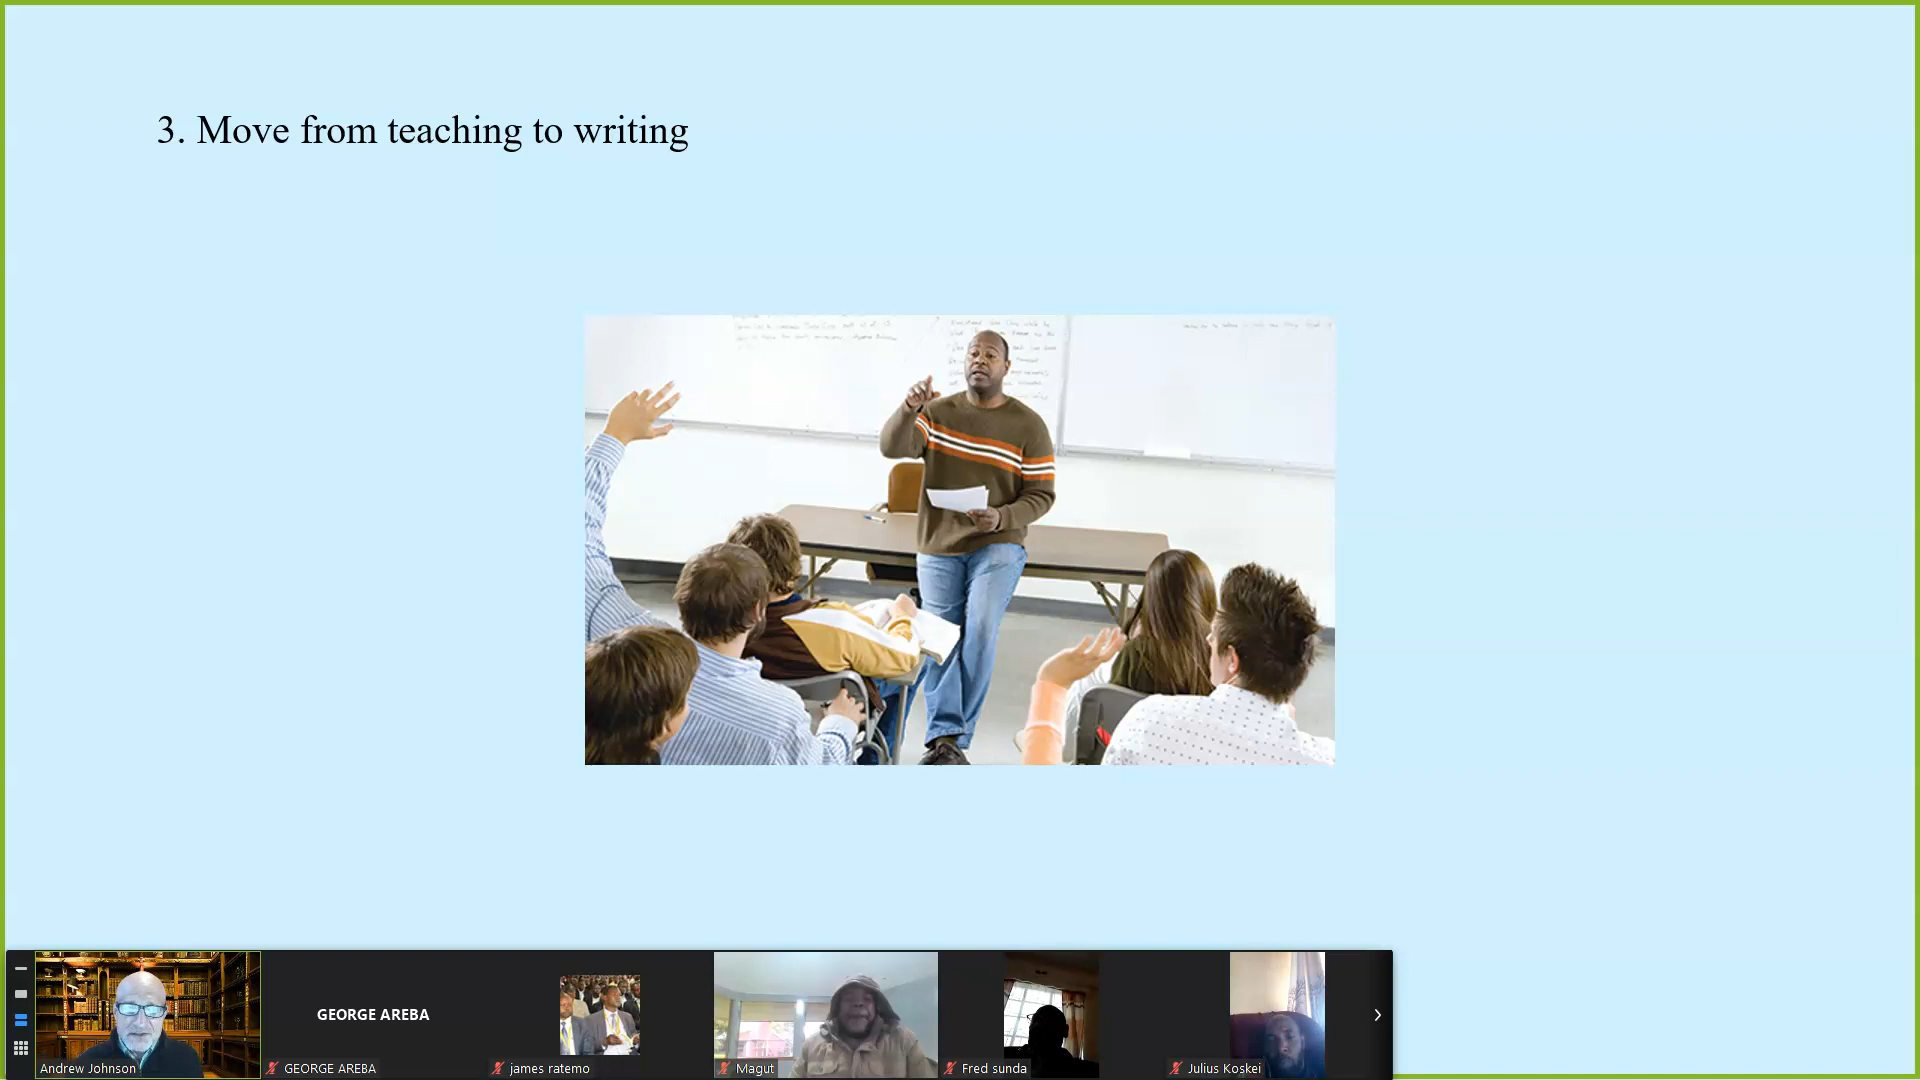 3. Move from teaching to writing
GEORGE AREBA
Andrew Johnson
GEORGE AREBA
james ratemo
Magut
Fred sunda
Julius Koskei